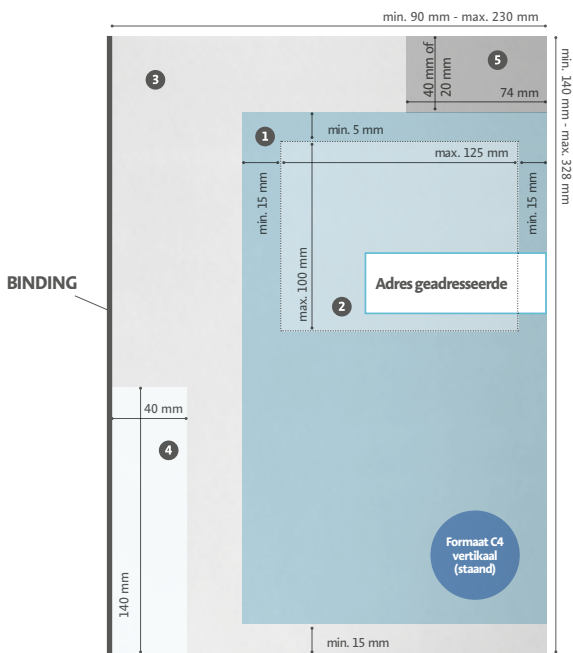 min. 90 mm - max. 230 mm
3
40 mm of
20 mm
5
74 mm
min. 140 mm - max. 328 mm
1
min. 5 mm
max. 125 mm
min. 15 mm
min. 15 mm
max. 100 mm
BINDING
Adres geadresseerde
2
40 mm
4
140 mm
Formaat C4
vertikaal
(staand)
min. 15 mm